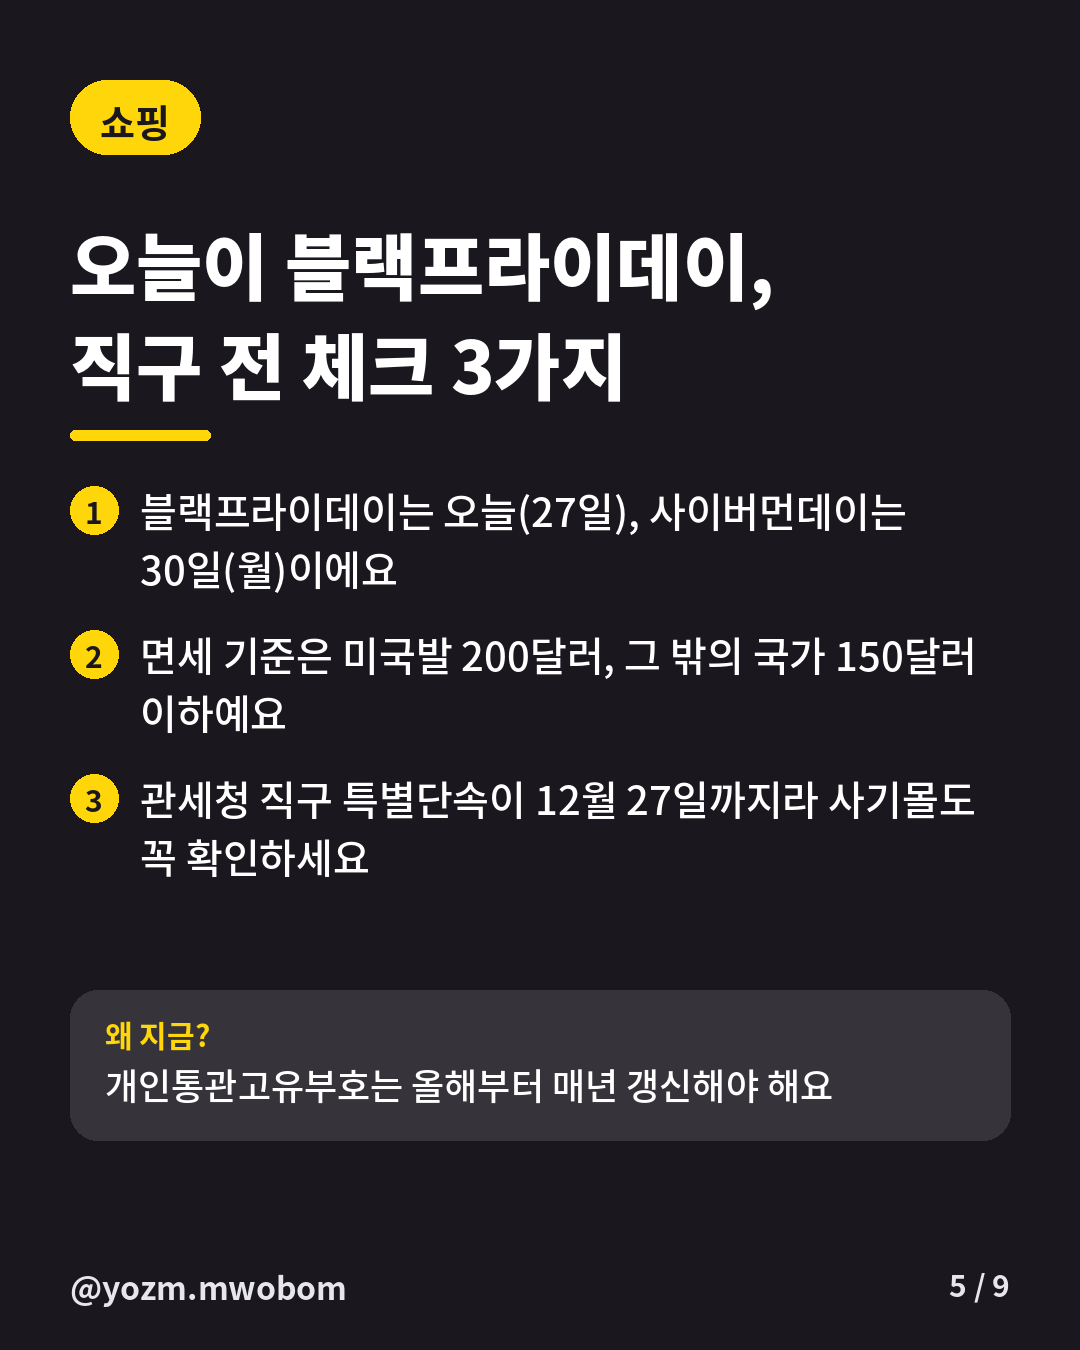 쇼핑
오늘이 블랙프라이데이,
직구 전 체크 3가지
1 블랙프라이데이는 오늘(27일), 사이버먼데이는
30일(월)이에요
2 면세 기준은 미국발 200달러, 그 밖의 국가 150달러
이하예요
3 관세청 직구 특별단속이 12월 27일까지라 사기몰도
꼭 확인하세요
왜 지금?
개인통관고유부호는 올해부터 매년 갱신해야 해요
@yozm.mwobom
5 / 9